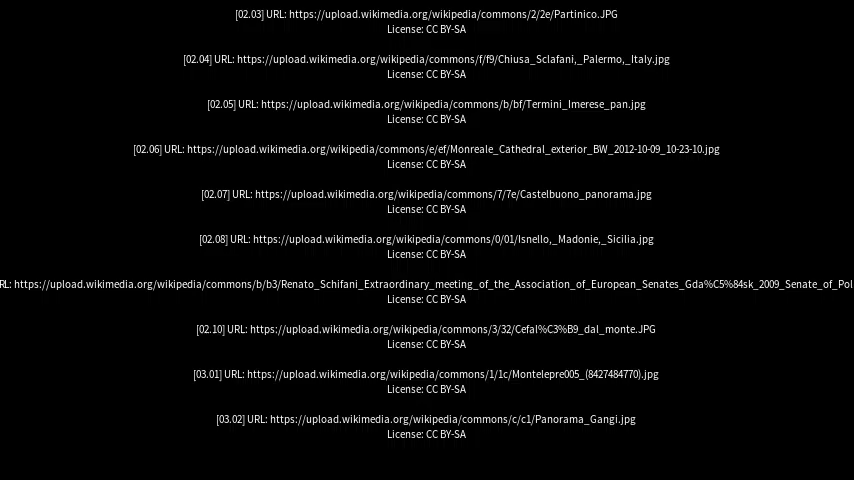 [02.03] URL: https://upload.wikimedia.org/wikipedia/commons/2/2e/Partinico.JPG
License: CC BY-SA
[02.04] URL: https://upload.wikimedia.org/wikipedia/commons/f/f9/Chiusa_Sclafani,_Palermo,_Italy.jpg
License: CC BY-SA
[02.05] URL: https://upload.wikimedia.org/wikipedia/commons/b/bf/Termini_Imerese_pan.jpg
License: CC BY-SA
[02.06] URL: https://upload.wikimedia.org/wikipedia/commons/e/ef/Monreale_Cathedral_exterior_BW_2012-10-09_10-23-10.jpg
License: CC BY-SA
[02.07] URL: https://upload.wikimedia.org/wikipedia/commons/7/7e/Castelbuono_panorama.jpg
License: CC BY-SA
[02.08] URL: https://upload.wikimedia.org/wikipedia/commons/0/01/Isnello,_Madonie,_Sicilia.jpg
License: CC BY-SA
RL: https://upload.wikimedia.org/wikipedia/commons/b/b3/Renato_Schifani_Extraordinary_meeting_of_the_Association_of_European_Senates_Gda%C5%84sk_2009_Senate_of_Pol
License: CC BY-SA
[02.10] URL: https://upload.wikimedia.org/wikipedia/commons/3/32/Cefal%C3%B9_dal_monte.JPG
License: CC BY-SA
[03.01] URL: https://upload.wikimedia.org/wikipedia/commons/1/1c/Montelepre005_(8427484770).jpg
License: CC BY-SA
[03.02] URL: https://upload.wikimedia.org/wikipedia/commons/c/c1/Panorama_Gangi.jpg
License: CC BY-SA